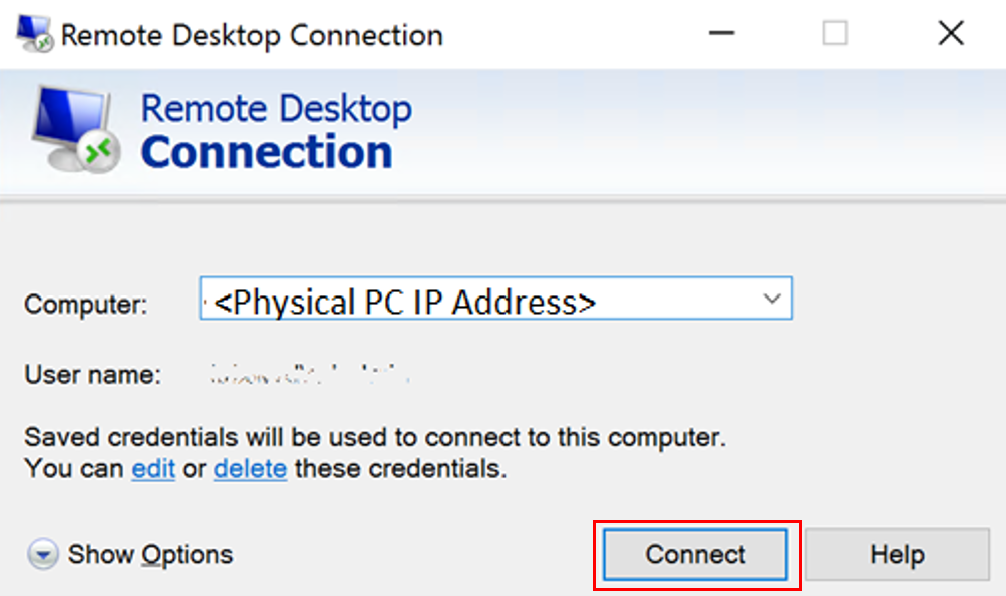 Remote Desktop Connection
Remote Desktop
Connection
Computer: <Physical PC IP Address>
User name:
Saved credentials will be used to connect to this computer.
You can edit or delete these credentials.
Show Options Connect Help